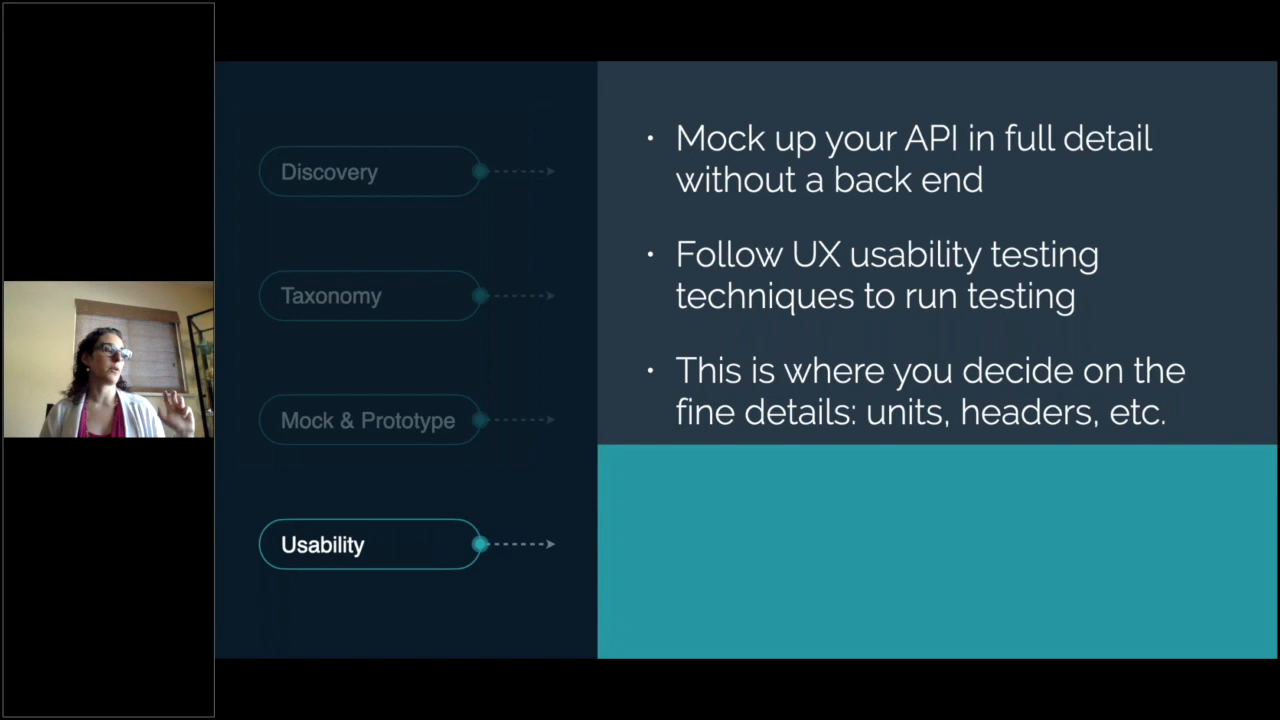 Discovery
Taxonomy
Mock & Prototype
Usability
• Mock up your API in full detail
without a back end
• Follow UX usability testing
techniques to run testing
• This is where you decide on the
fine details: units, headers, etc.